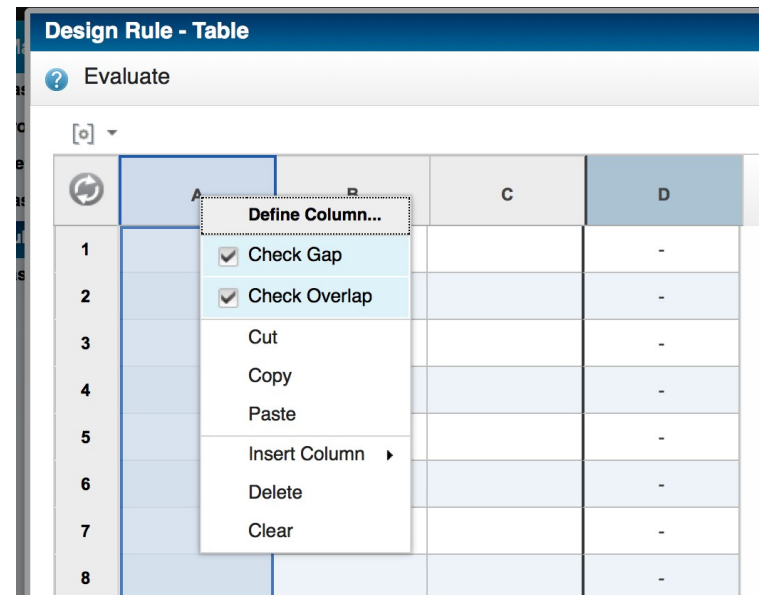 Design Rule - Table
? Evaluate
A B C D
Define Column...
1 -
Check Gap
2 Check Overlap -
Cut
3 -
Copy
4 -
Paste
5 -
Insert Column
6 -
Delete
7 Clear -
8 -